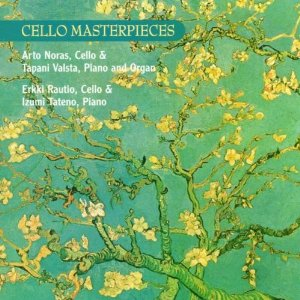 CELLO MASTERPIECES
Arto Noras, Cello &
Tapani Valsta, Piano and Organ
Erkki Rautio, Cello &
Izumi Tateno, Piano